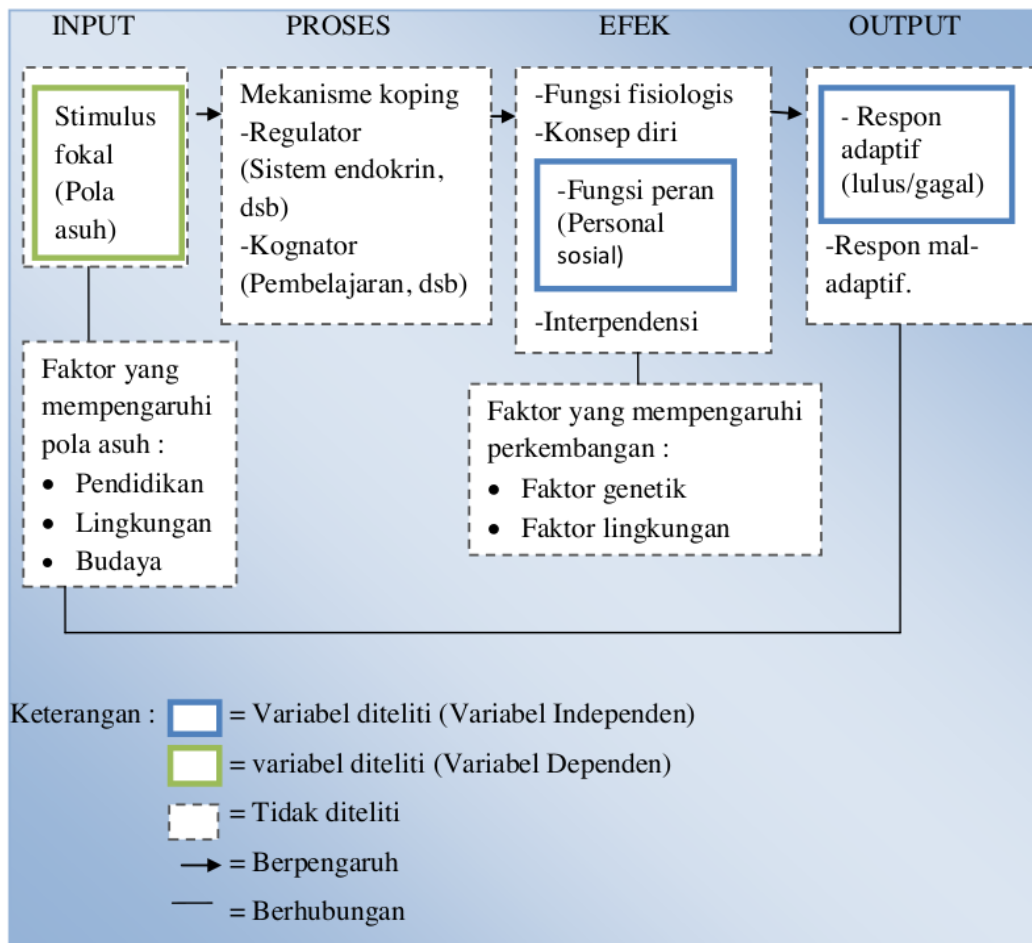 INPUT
PROSES
EFEK
OUTPUT
Stimulus
fokal
(Pola
asuh)
Mekanisme koping
-Regulator
(Sistem endokrin,
dsb)
-Kognator
(Pembelajaran, dsb)
-Fungsi fisiologis
-Konsep diri
-Fungsi peran
(Personal
sosial)
-Interpendensi
- Respon
adaptif
(lulus/gagal)
-Respon mal-
adaptif.
Faktor yang
mempengaruhi
pola asuh :
• Pendidikan
• Lingkungan
• Budaya
Faktor yang mempengaruhi
perkembangan :
• Faktor genetik
• Faktor lingkungan
Keterangan :
= Variabel diteliti (Variabel Independen)
= variabel diteliti (Variabel Dependen)
= Tidak diteliti
= Berpengaruh
= Berhubungan